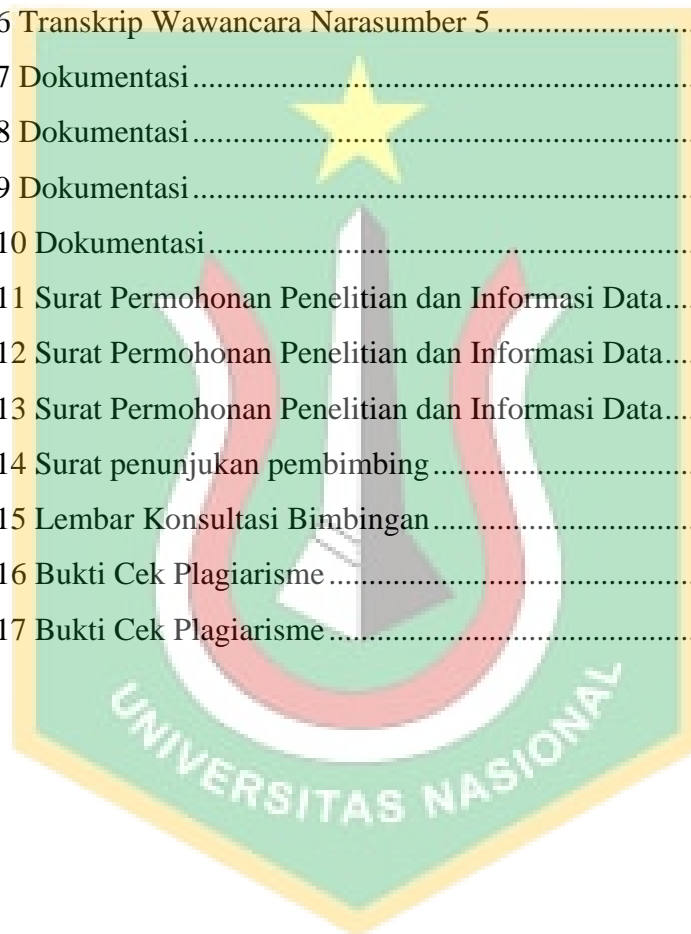 6 Transkrip Wawancara Narasumber 5 ........................
7 Dokumentasi ........................................................
8 Dokumentasi ........................................................
9 Dokumentasi ........................................................
10 Dokumentasi ......................................................
11 Surat Permohonan Penelitian dan Informasi Data ....
12 Surat Permohonan Penelitian dan Informasi Data ....
13 Surat Permohonan Penelitian dan Informasi Data ....
14 Surat penunjukan pembimbing .............................
15 Lembar Konsultasi Bimbingan .............................
16 Bukti Cek Plagiarisme ........................................
17 Bukti Cek Plagiarisme ........................................
UNIVERSITAS NASIONAL